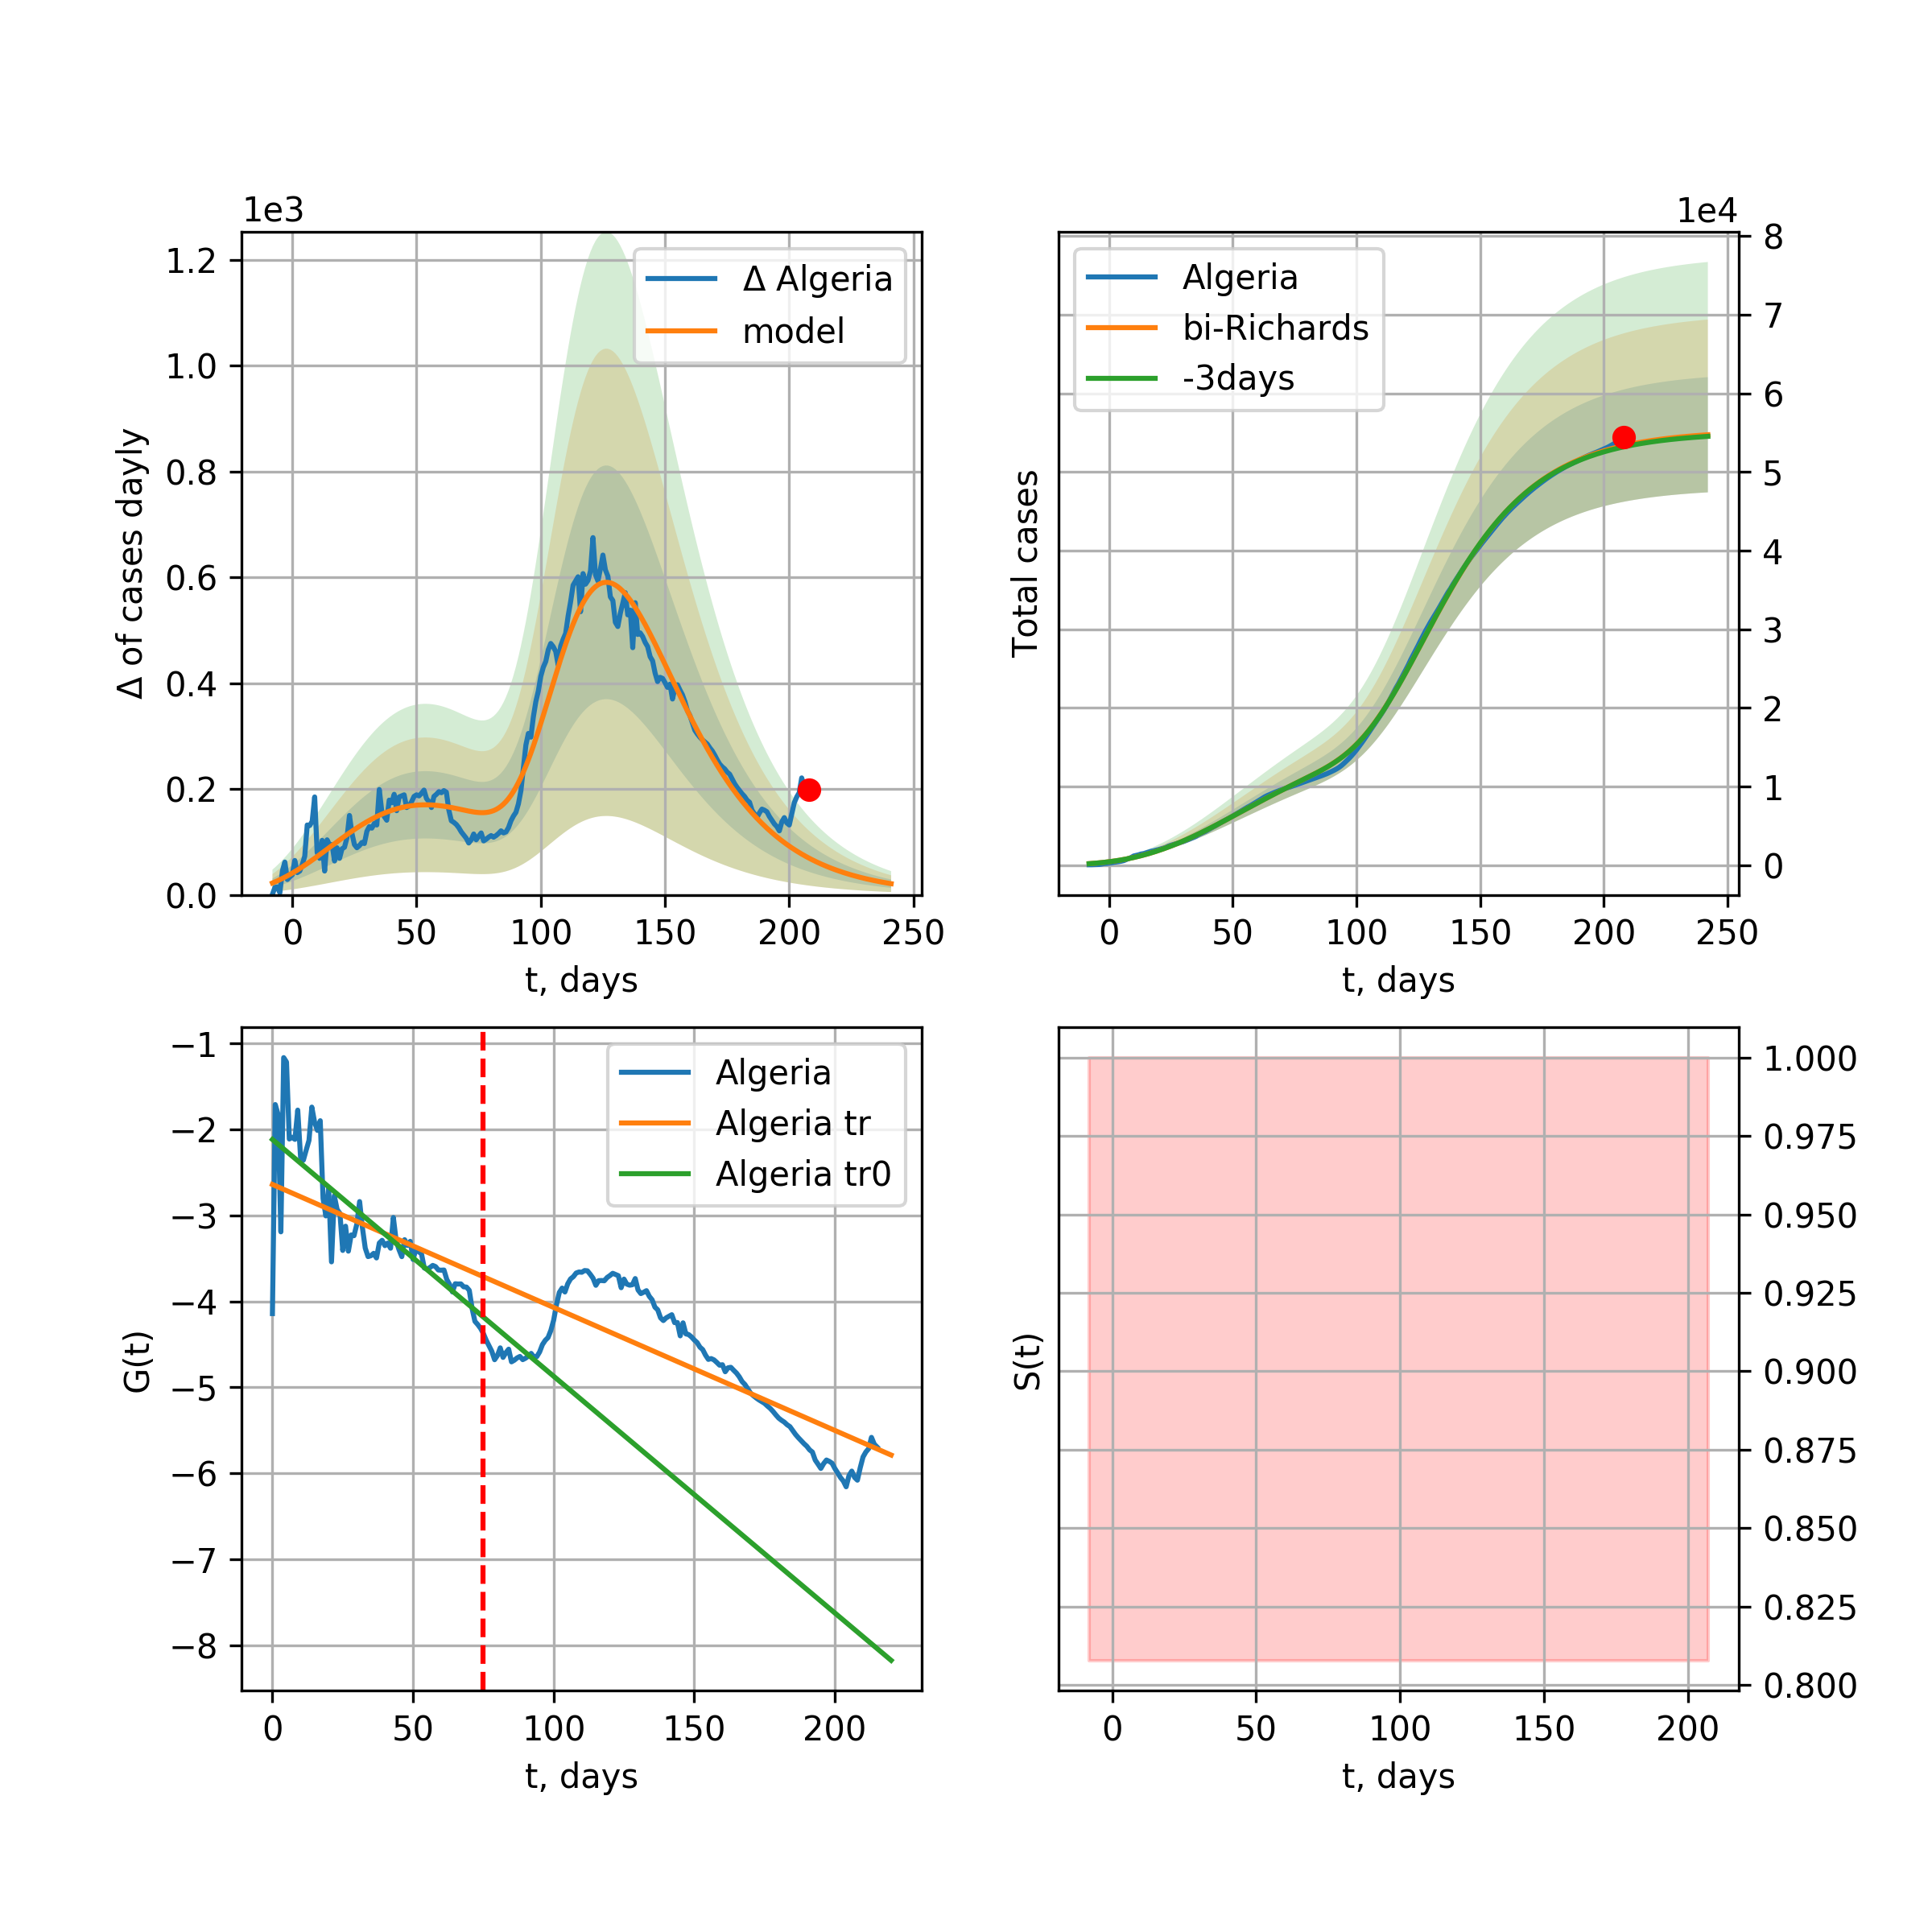 1e3
1.2
1.0
0.8
0.6
0.4
0.2
0.0
Δ of cases dayly
Δ Algeria
model
0 50 100 150 200 250
t, days
1e4
8
7
6
5
4
3
2
1
0
Total cases
Algeria
bi-Richards
-3days
0 50 100 150 200 250
t, days
−1
−2
−3
−4
−5
−6
−7
−8
G(t)
Algeria
Algeria tr
Algeria tr0
0 50 100 150 200
t, days
1.000
0.975
0.950
0.925
0.900
0.875
0.850
0.825
0.800
S(t)
0 50 100 150 200
t, days